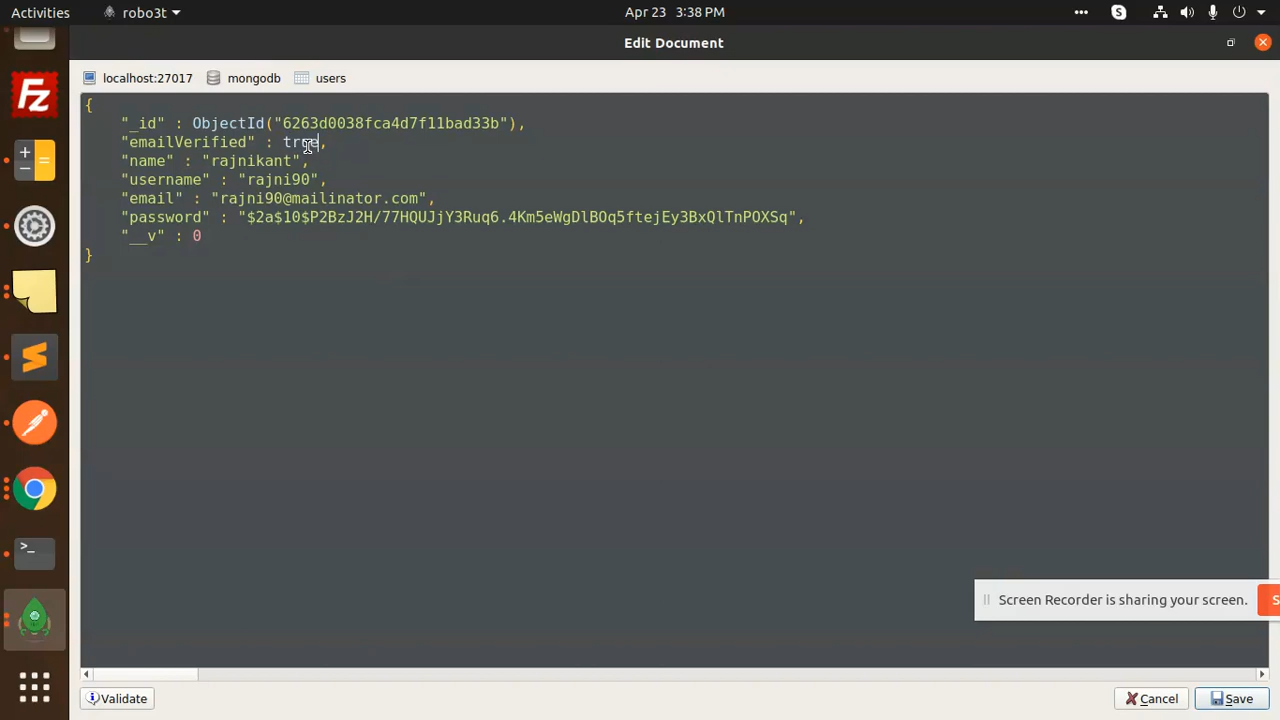 Activities robo3t Apr 23 3:38 PM
Edit Document
localhost:27017 mongodb users
{
"_id" : ObjectId("6263d0038fca4d7f11bad33b"),
"emailVerified" : true,
"name" : "rajnikant",
"username" : "rajni90",
"email" : "rajni90@mailinator.com",
"password" : "$2a$10$P2BzJ2H/77HQUJjY3Ruq6.4Km5eWgDlBOq5ftejEy3BxQlTnPOXSq",
"__v" : 0
}
Screen Recorder is sharing your screen. S
Validate Cancel Save